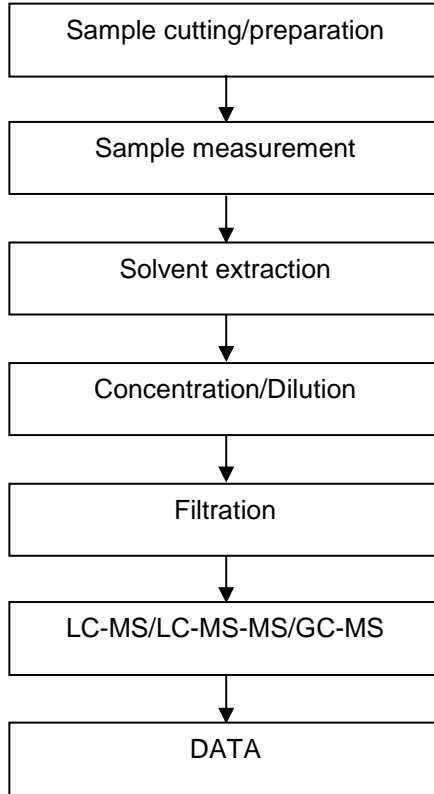 Sample cutting/preparation
Sample measurement
Solvent extraction
Concentration/Dilution
Filtration
LC-MS/LC-MS-MS/GC-MS
DATA